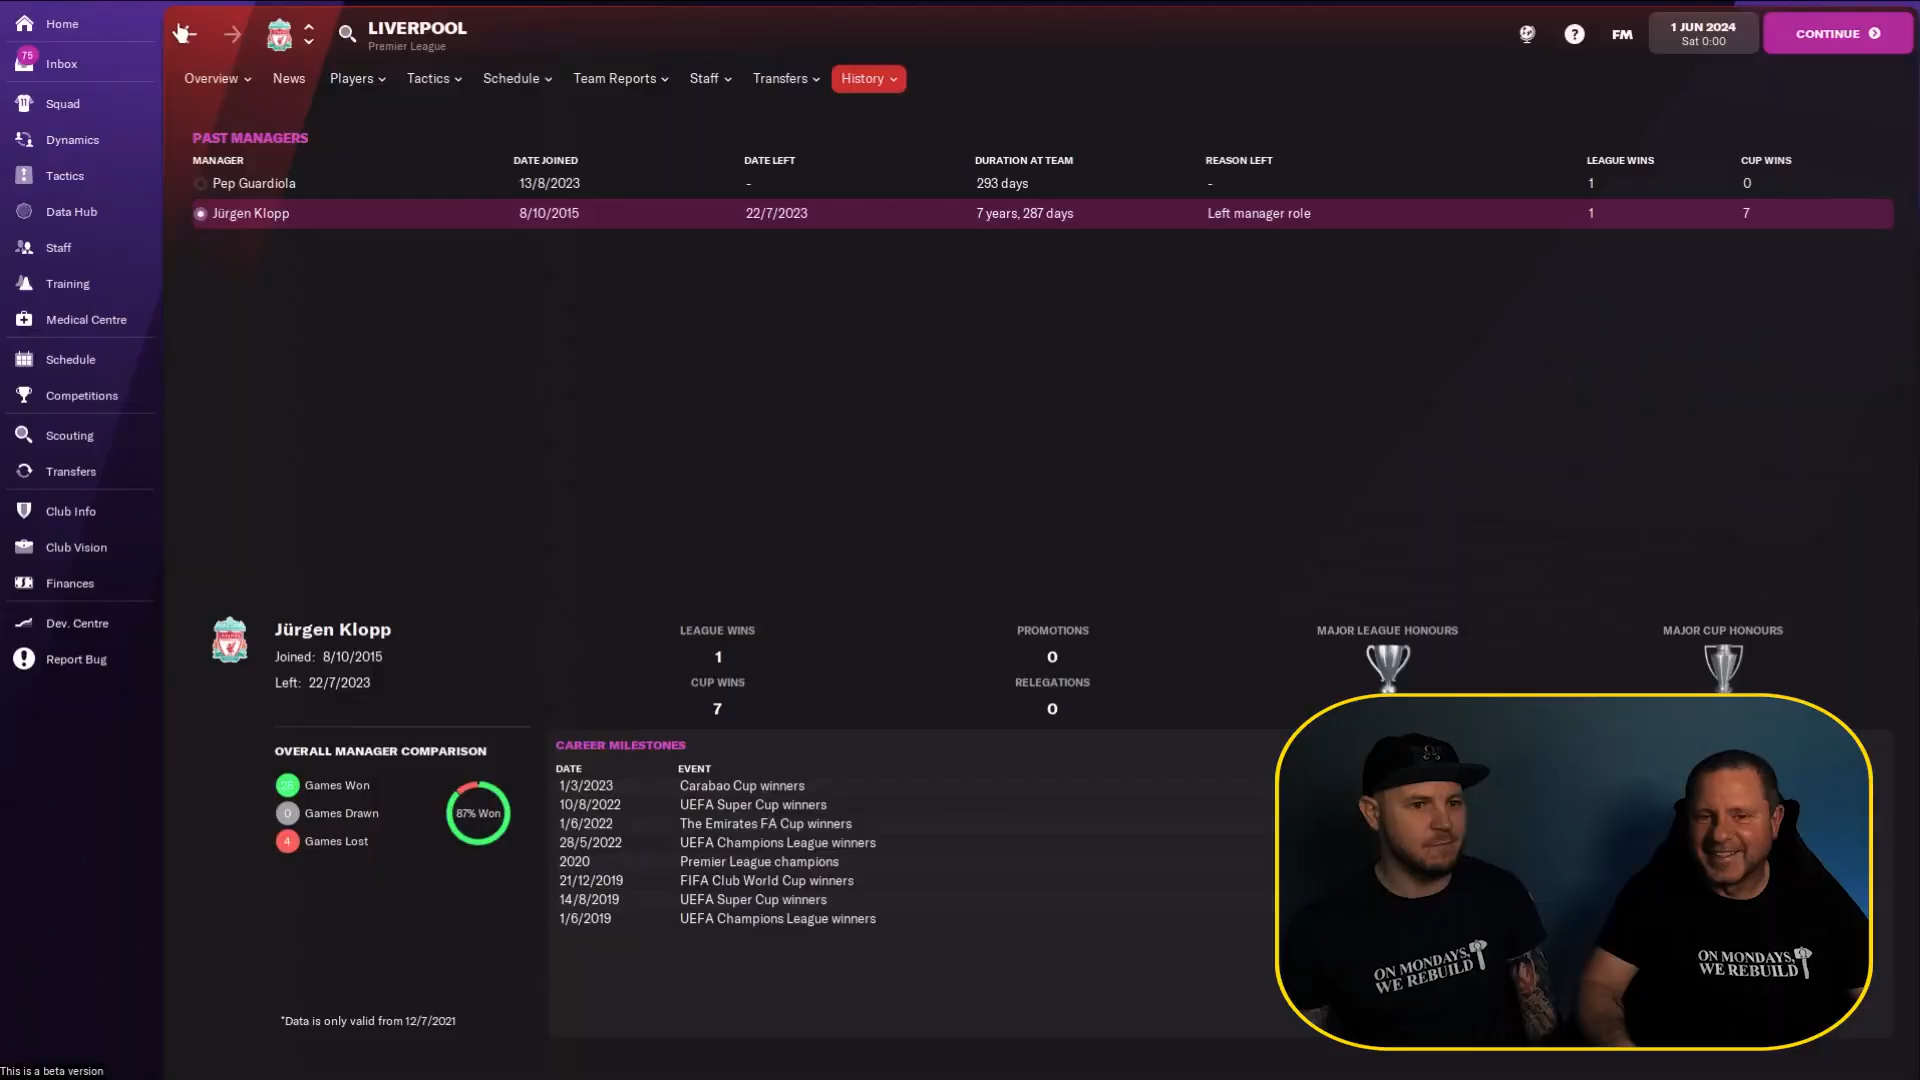 Home
LIVERPOOL
Premier League
FM
1 JUN 2024
Sat 0:00
CONTINUE
75
Inbox
Overview News Players Tactics Schedule Team Reports Staff Transfers History
Squad
Dynamics
Tactics
Data Hub
Staff
Training
Medical Centre
Schedule
Competitions
Scouting
Transfers
Club Info
Club Vision
Finances
Dev. Centre
Report Bug
This is a beta version
PAST MANAGERS
MANAGER DATE JOINED DATE LEFT DURATION AT TEAM REASON LEFT LEAGUE WINS CUP WINS
Pep Guardiola 13/8/2023 - 293 days - 1 0
Jürgen Klopp 8/10/2015 22/7/2023 7 years, 287 days Left manager role 1 7
Jürgen Klopp
Joined: 8/10/2015
Left: 22/7/2023
LEAGUE WINS
1
CUP WINS
7
PROMOTIONS
0
RELEGATIONS
0
MAJOR LEAGUE HONOURS
MAJOR CUP HONOURS
OVERALL MANAGER COMPARISON
28 Games Won
0 Games Drawn
4 Games Lost
87% Won
*Data is only valid from 12/7/2021
CAREER MILESTONES
DATE EVENT
1/3/2023 Carabao Cup winners
10/8/2022 UEFA Super Cup winners
1/6/2022 The Emirates FA Cup winners
28/5/2022 UEFA Champions League winners
2020 Premier League champions
21/12/2019 FIFA Club World Cup winners
14/8/2019 UEFA Super Cup winners
1/6/2019 UEFA Champions League winners
ON MONDAYS,
WE REBUILD
ON MONDAYS,
WE REBUILD